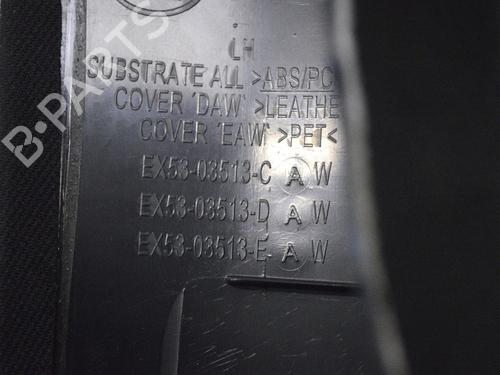 LH
SUBSTRATE ALL >ABS/PC
COVER 'DAW' >LEATHE
COVER 'EAW' >PET<
EX53-03513-C A W
EX53-03513-D A W
EX53-03513-E A W
B-PARTS